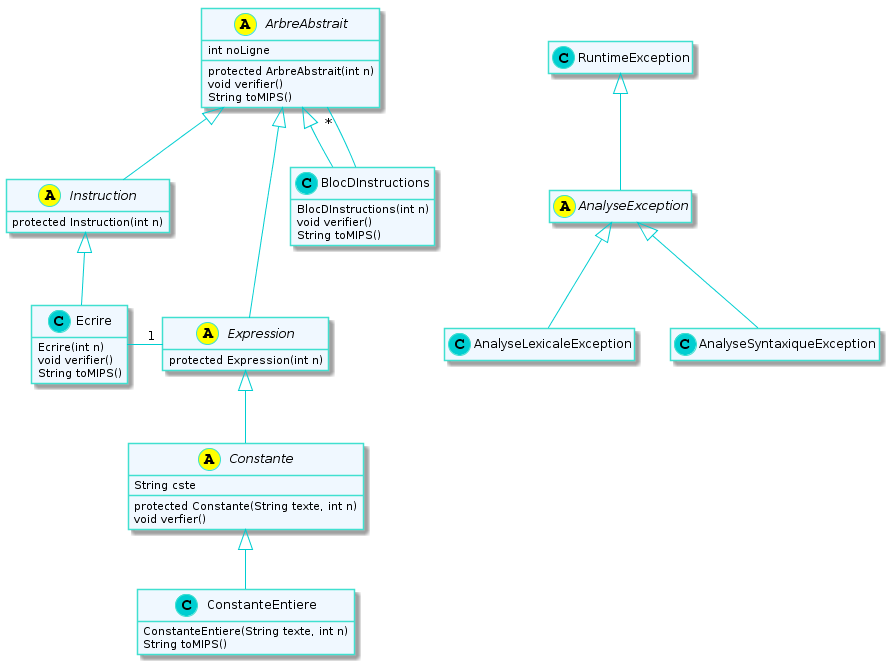 A ArbreAbstrait
int noLigne
protected ArbreAbstrait(int n)
void verifier()
String toMIPS()
C RuntimeException
*
A Instruction
protected Instruction(int n)
C BlocDInstructions
BlocDInstructions(int n)
void verifier()
String toMIPS()
A AnalyseException
C Ecrire
Ecrire(int n)
void verifier()
String toMIPS()
1
A Expression
protected Expression(int n)
C AnalyseLexicaleException
C AnalyseSyntaxiqueException
A Constante
String cste
protected Constante(String texte, int n)
void verfier()
C ConstanteEntiere
ConstanteEntiere(String texte, int n)
String toMIPS()